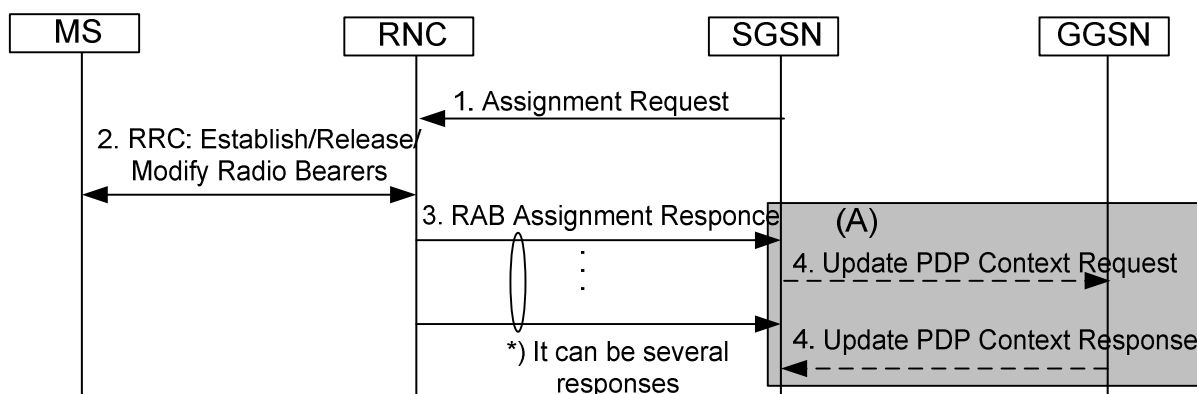 MS
RNC
SGSN
GGSN
1. Assignment Request
2. RRC: Establish/Release/
Modify Radio Bearers
3. RAB Assignment Responce
(A)
4. Update PDP Context Request
4. Update PDP Context Response
*) It can be several
responses